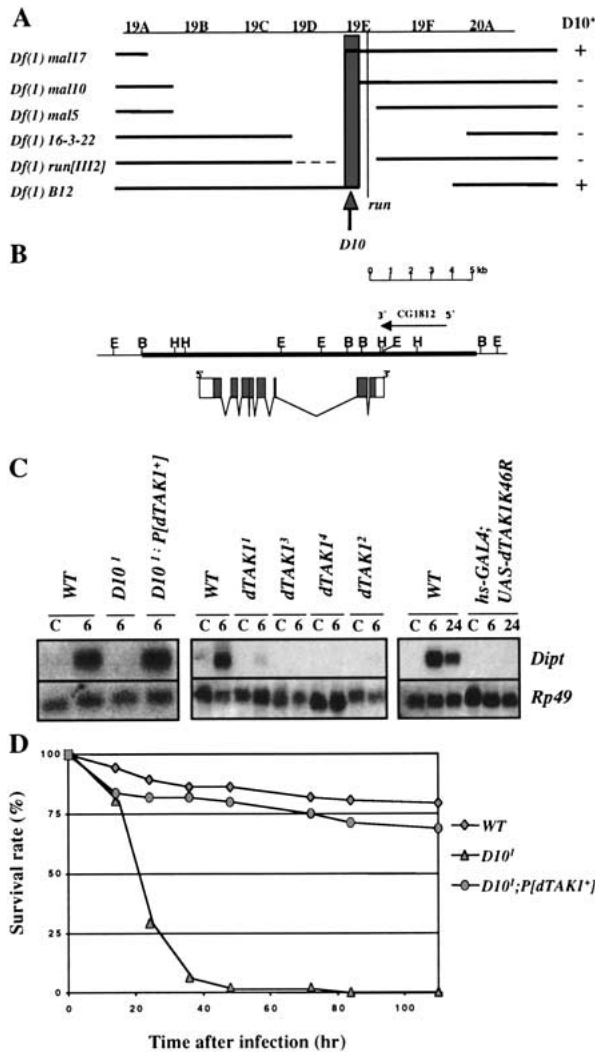 A
19A 19B 19C 19D 19E 19F 20A D10*
Df(1) mal17 +
Df(1) mal10 -
Df(1) mal5 -
Df(1) 16-3-22 -
Df(1) run[III2] -
Df(1) B12 +
run
D10
B
0 1 2 3 4 5 kb
3' CG1812 5'
E B H H E E B B H E H B E
5' 3'
C
WT D10¹ D10¹; P[dTAK1⁺] WT dTAK1¹ dTAK1³ dTAK1⁴ dTAK1² WT hs-GAL4; UAS-dTAK1K46R
C 6 6 6 C 6 C 6 C 6 C 6 C 6 C 6 24 C 6 24
Dipt
Rp49
D
Survival rate (%)
100
75
50
25
0
0 20 40 60 80 100
Time after infection (hr)
WT
D10¹
D10¹;P[dTAK1⁺]